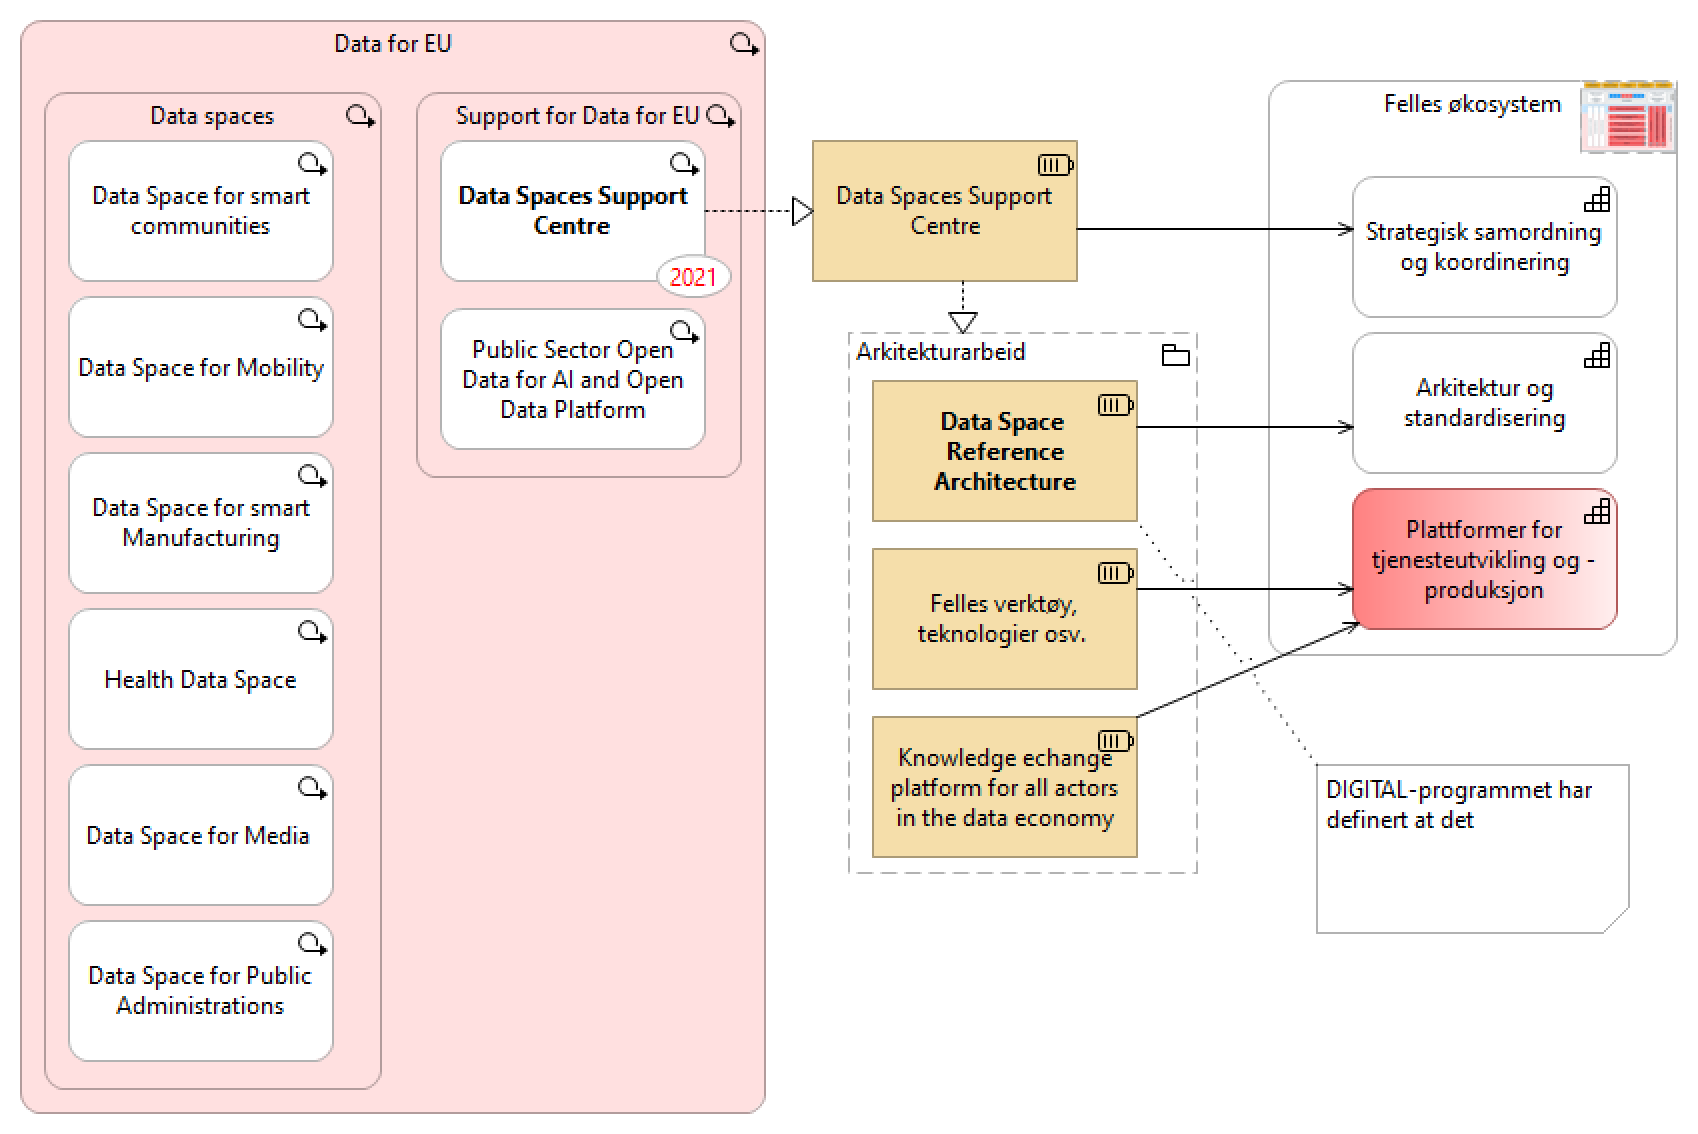 Data for EU
Data spaces
Data Space for smart
communities
Data Space for Mobility
Data Space for smart
Manufacturing
Health Data Space
Data Space for Media
Data Space for Public
Administrations
Support for Data for EU
Data Spaces Support
Centre
2021
Public Sector Open
Data for AI and Open
Data Platform
Data Spaces Support
Centre
Arkitekturarbeid
Data Space
Reference
Architecture
Felles verktøy,
teknologier osv.
Knowledge echange
platform for all actors
in the data economy
Felles økosystem
Strategisk samordning
og koordinering
Arkitektur og
standardisering
Plattformer for
tjenesteutvikling og -
produksjon
DIGITAL-programmet har
definert at det